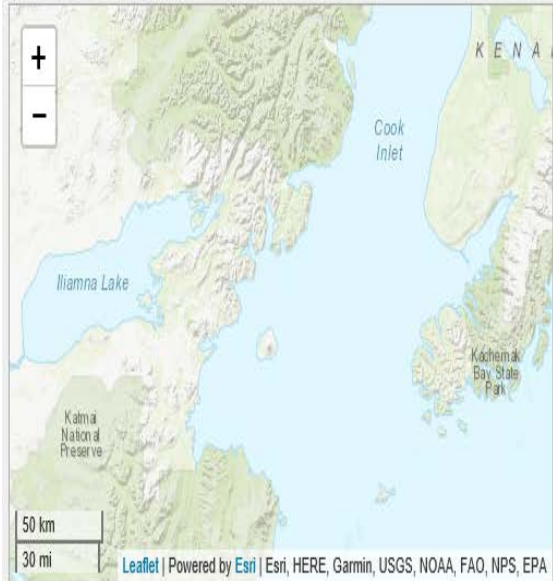 +
−
K E N A
Cook
Inlet
Iliamna Lake
Kachemak
Bay State
Park
Katmai
National
Preserve
50 km
30 mi
Leaflet | Powered by Esri | Esri, HERE, Garmin, USGS, NOAA, FAO, NPS, EPA